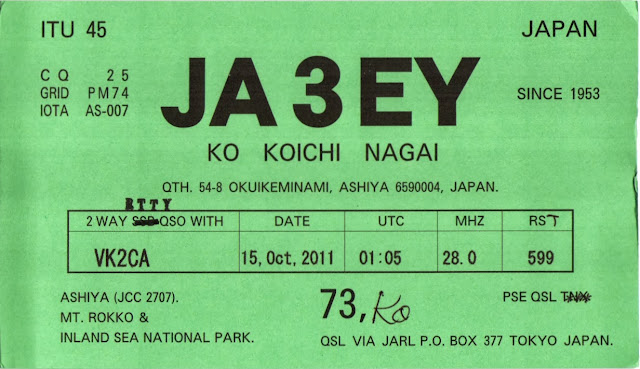 ITU 45
JAPAN
CQ 25
GRID PM74
IOTA AS-007
JA3EY
SINCE 1953
KO KOICHI NAGAI
QTH. 54-8 OKUIKEMINAMI, ASHIYA 6590004, JAPAN.
RTTY
2 WAY SSB QSO WITH DATE UTC MHZ RST
VK2CA 15,Oct,2011 01:05 28.0 599
ASHIYA (JCC 2707).
MT. ROKKO &
INLAND SEA NATIONAL PARK.
73, Ko
PSE QSL TNX
QSL VIA JARL P.O. BOX 377 TOKYO JAPAN.